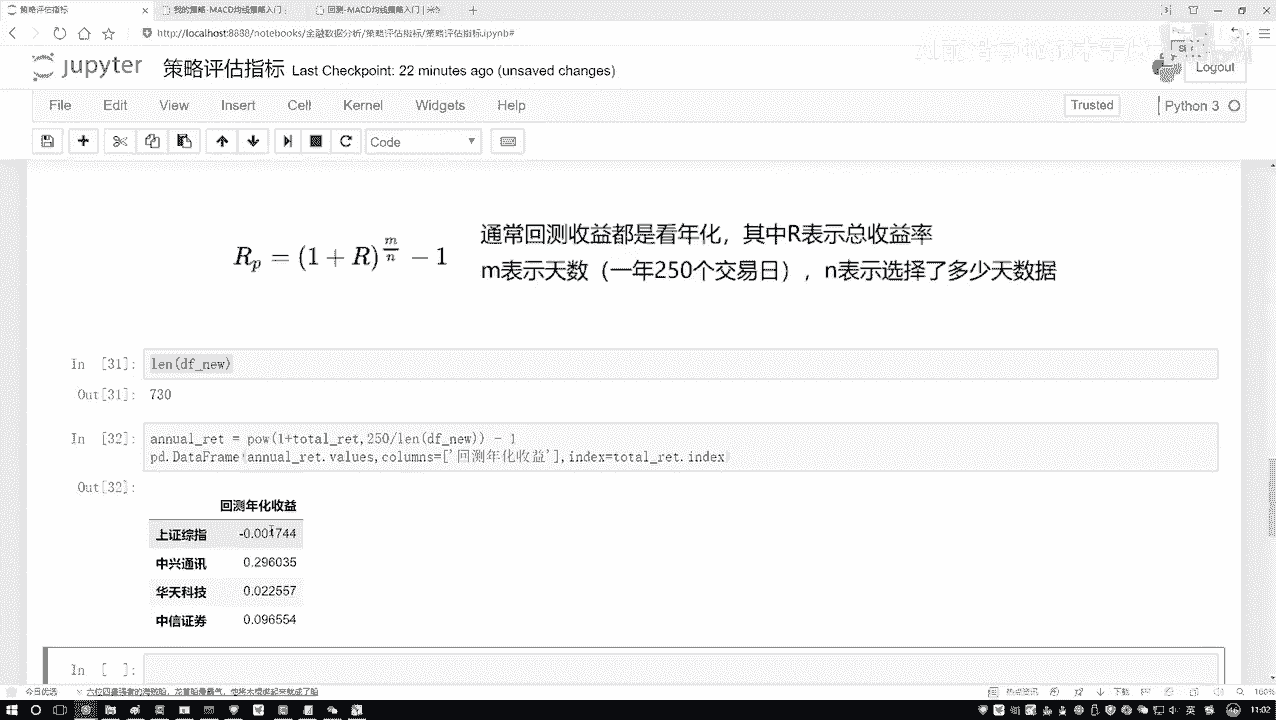 策略评估指标
我的策略-MACD均线策略入门
回测-MACD均线策略入门
http://localhost:8888/notebooks/金融数据分析/策略评估指标/策略评估指标.ipynb#
jupyter 策略评估指标 Last Checkpoint: 22 minutes ago (unsaved changes)
Logout
File Edit View Insert Cell Kernel Widgets Help
Trusted
Python 3
Code
R_p = (1 + R)^{m/n} − 1
通常回测收益都是看年化，其中R表示总收益率
m表示天数（一年250个交易日），n表示选择了多少天数据
In [31]: len(df_new)
Out[31]: 730
In [32]: annual_ret = pow(1+total_ret,250/len(df_new)) - 1
pd.DataFrame(annual_ret.values,columns=['回测年化收益'],index=total_ret.index)
Out[32]:
回测年化收益
上证综指 -0.001744
中兴通讯 0.296035
华天科技 0.022557
中信证券 0.096554
In [ ]:
今日优选
160%
11:02